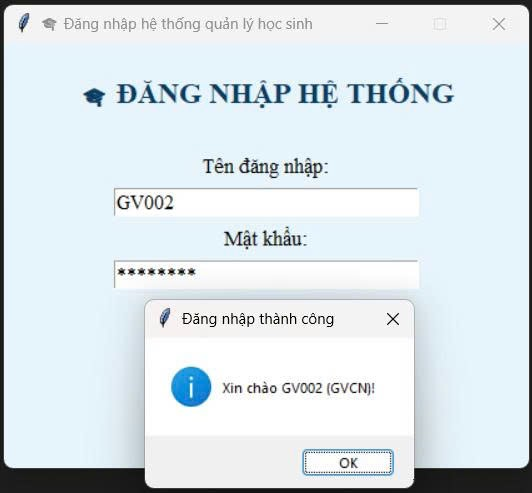 Đăng nhập hệ thống quản lý học sinh
ĐĂNG NHẬP HỆ THỐNG
Tên đăng nhập:
GV002
Mật khẩu:
********
Đăng nhập thành công
Xin chào GV002 (GVCN)!
OK